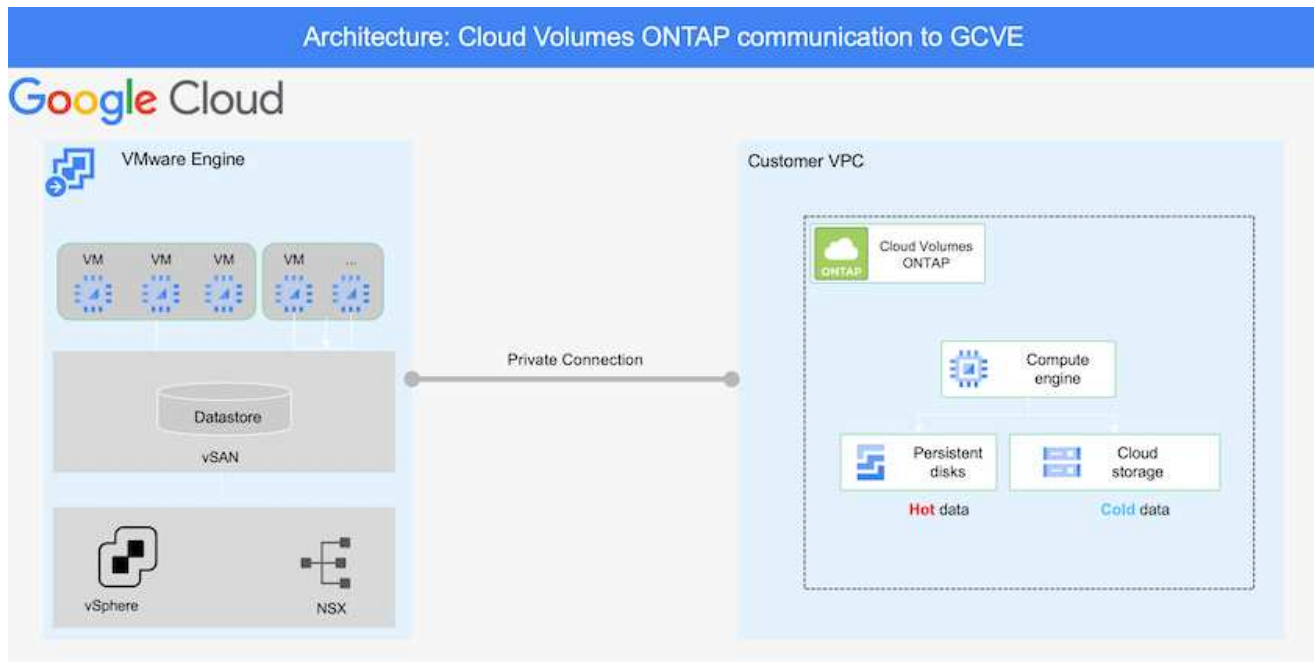 Architecture: Cloud Volumes ONTAP communication to GCVE
Google Cloud
VMware Engine
VM VM VM VM ...
Datastore
vSAN
vSphere
NSX
Private Connection
Customer VPC
ONTAP
Cloud Volumes
ONTAP
Compute
engine
Persistent
disks
Cloud
storage
Hot data
Cold data